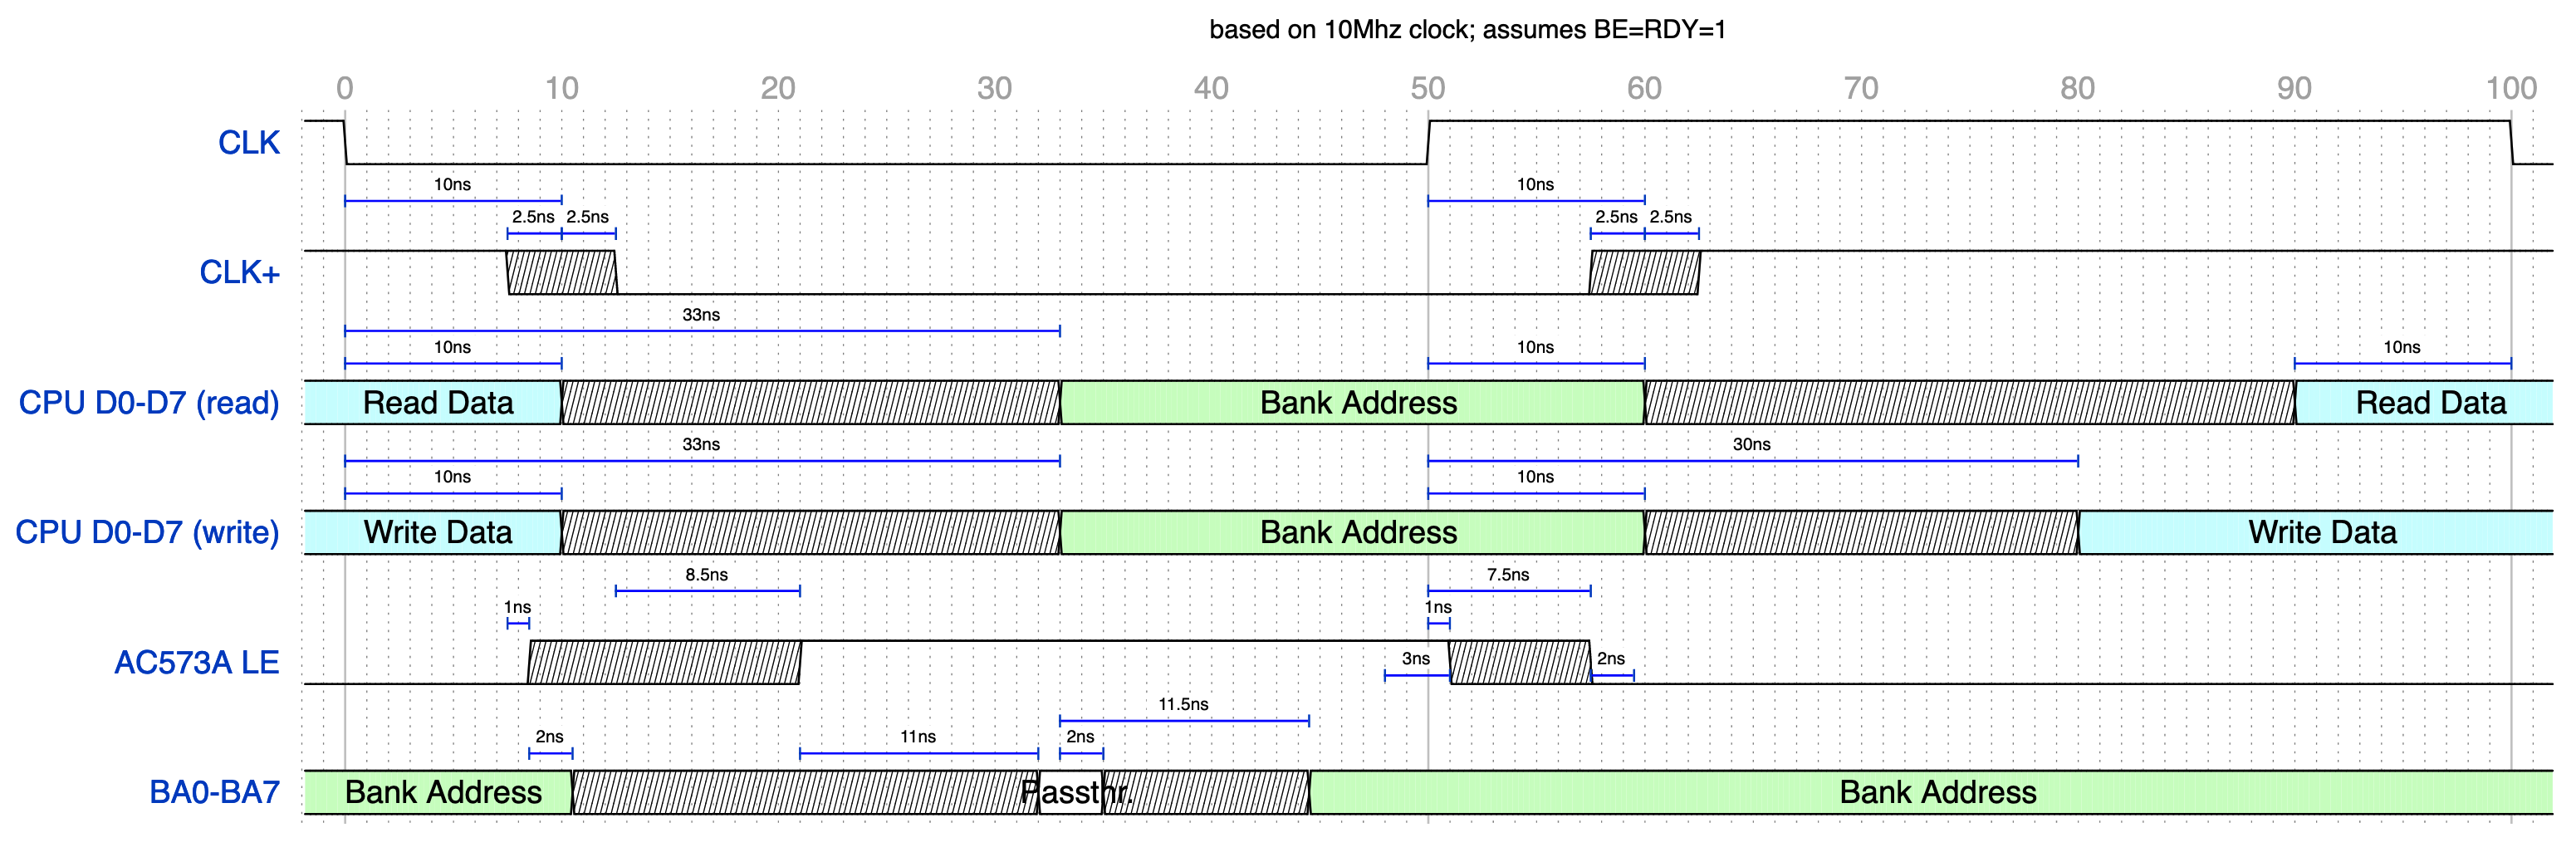 based on 10Mhz clock; assumes BE=RDY=1
0 10 20 30 40 50 60 70 80 90 100
CLK
10ns 10ns
2.5ns 2.5ns 2.5ns 2.5ns
CLK+
33ns
10ns 10ns 10ns
CPU D0-D7 (read) Read Data Bank Address Read Data
33ns 30ns
10ns 10ns
CPU D0-D7 (write) Write Data Bank Address Write Data
8.5ns 7.5ns
1ns 1ns
AC573A LE 3ns 2ns
11.5ns
2ns 11ns 2ns
BA0-BA7 Bank Address Passthr. Bank Address